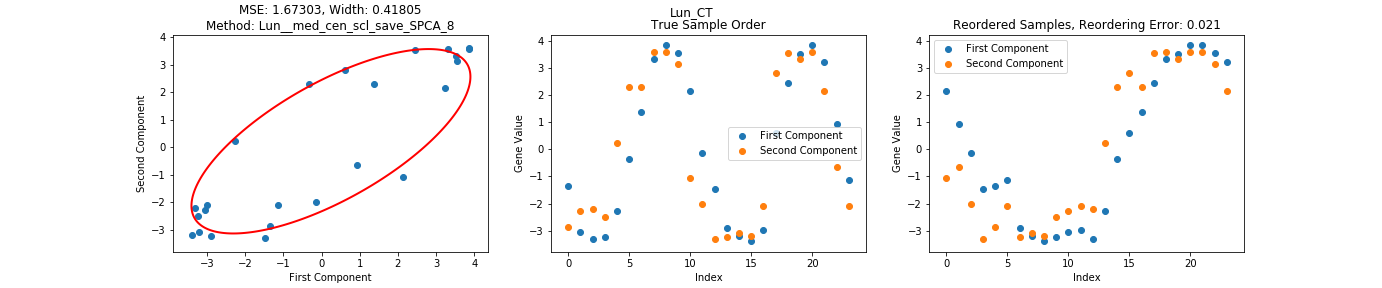 Lun_CT
MSE: 1.67303, Width: 0.41805
Method: Lun__med_cen_scl_save_SPCA_8
4
3
2
1
0
−1
−2
−3
Second Component
−3
−2
−1
0
1
2
3
4
First Component
True Sample Order
4
3
2
1
0
−1
−2
−3
Gene Value
First Component
Second Component
0
5
10
15
20
Index
Reordered Samples, Reordering Error: 0.021
First Component
Second Component
4
3
2
1
0
−1
−2
−3
Gene Value
0
5
10
15
20
Index